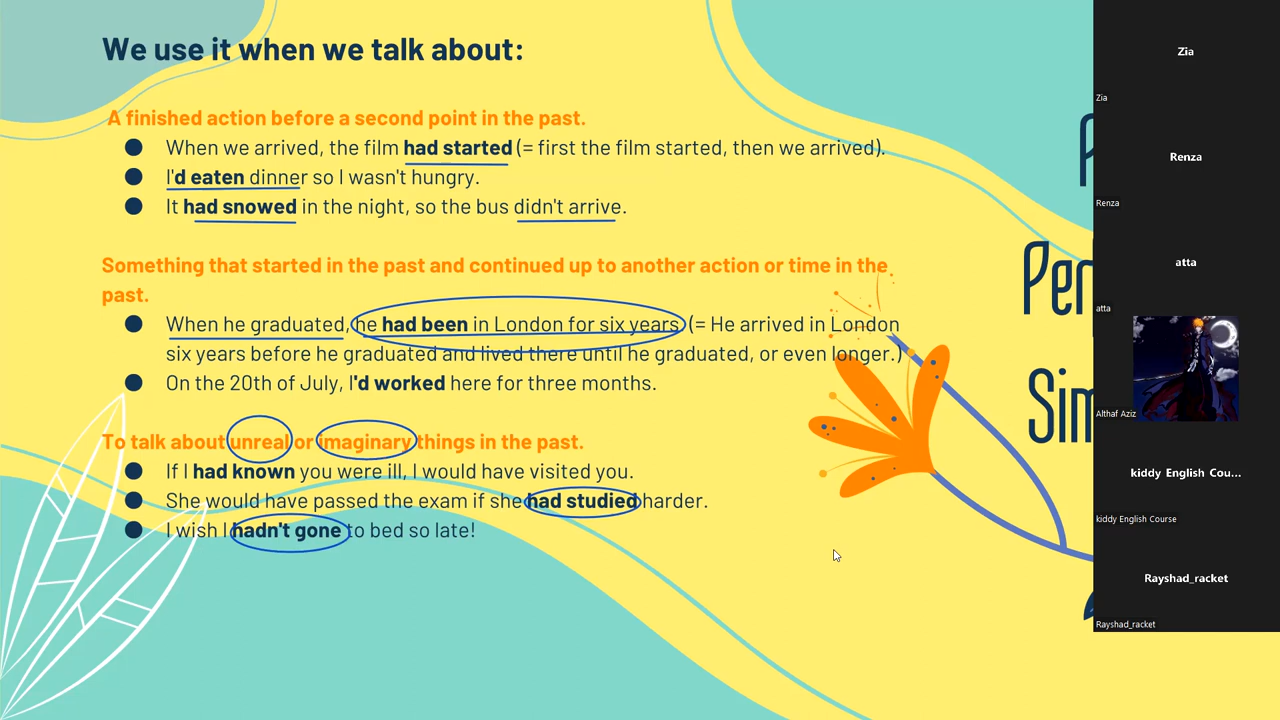 We use it when we talk about:
A finished action before a second point in the past.
When we arrived, the film had started (= first the film started, then we arrived).
I'd eaten dinner so I wasn't hungry.
It had snowed in the night, so the bus didn't arrive.
Something that started in the past and continued up to another action or time in the
past.
When he graduated, he had been in London for six years (= He arrived in London
six years before he graduated and lived there until he graduated, or even longer.)
On the 20th of July, I'd worked here for three months.
To talk about unreal or imaginary things in the past.
If I had known you were ill, I would have visited you.
She would have passed the exam if she had studied harder.
I wish I hadn't gone to bed so late!
Per
Sim
Zia
Zia
Renza
Renza
atta
atta
Althaf Aziz
kiddy English Cou...
kiddy English Course
Rayshad_racket
Rayshad_racket